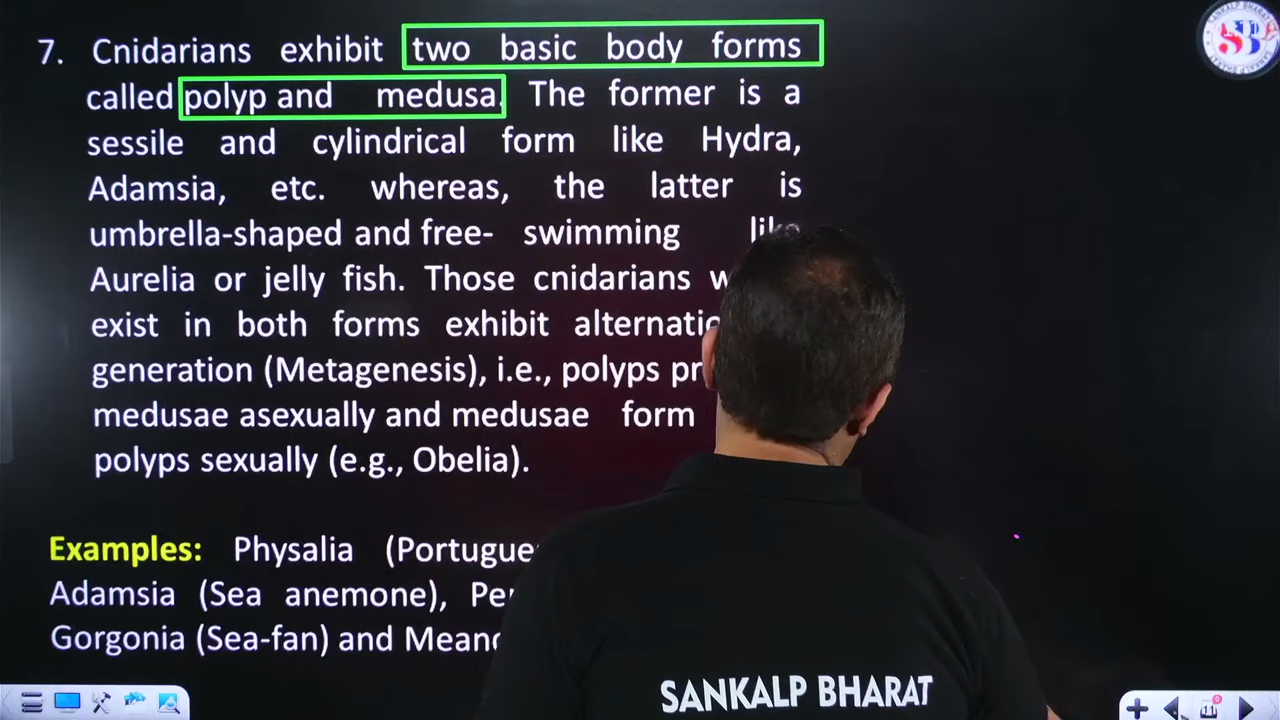 7. Cnidarians exhibit two basic body forms
called polyp and medusa. The former is a
sessile and cylindrical form like Hydra,
Adamsia, etc. whereas, the latter is
umbrella-shaped and free- swimming like
Aurelia or jelly fish. Those cnidarians
exist in both forms exhibit
generation (Metagenesis), i.e., polyps
medusae asexually and medusae form
polyps sexually (e.g., Obelia).
Examples: Physalia
Adamsia (Sea anemone),
Gorgonia (Sea-fan) and
SANKALP BHARAT
11